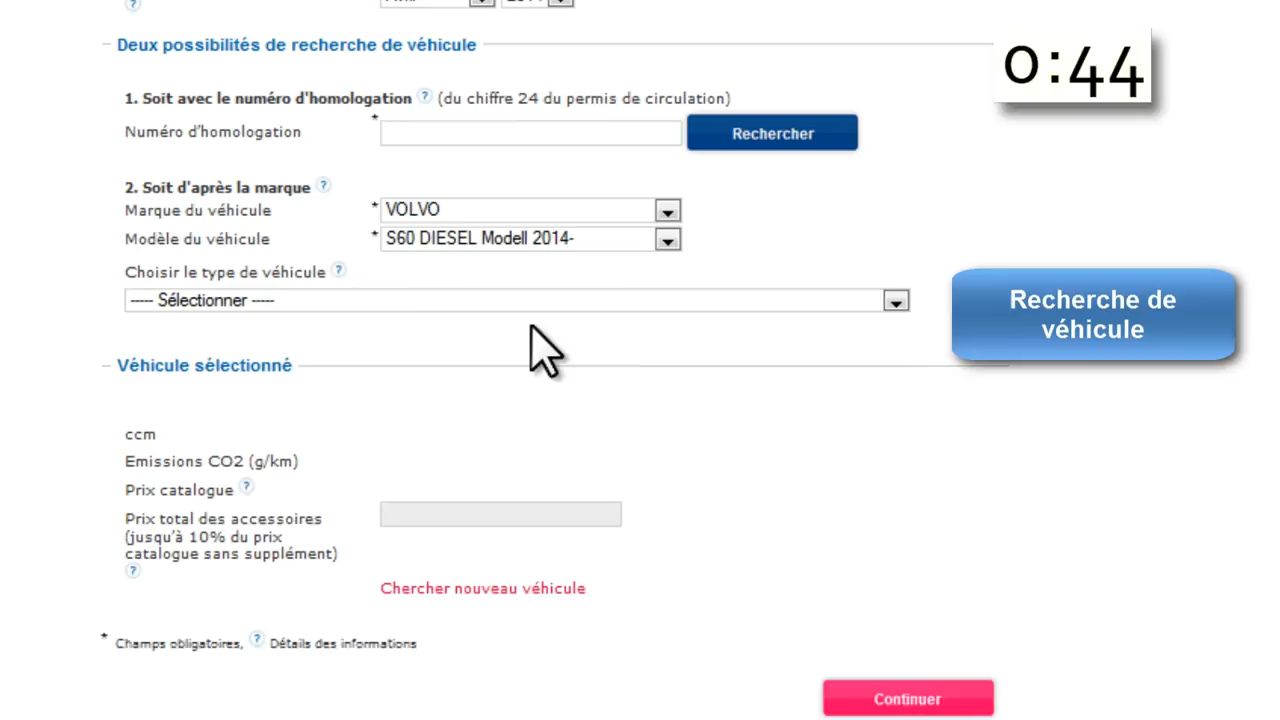 ?
Deux possibilités de recherche de véhicule
0:44
1. Soit avec le numéro d'homologation ? (du chiffre 24 du permis de circulation)
Numéro d'homologation * Rechercher
2. Soit d'après la marque ?
Marque du véhicule * VOLVO
Modèle du véhicule * S60 DIESEL Modell 2014-
Choisir le type de véhicule ?
----- Sélectionner -----
Recherche de
véhicule
Véhicule sélectionné
ccm
Emissions CO2 (g/km)
Prix catalogue ?
Prix total des accessoires
(jusqu'à 10% du prix
catalogue sans supplément)
?
Chercher nouveau véhicule
* Champs obligatoires, ? Détails des informations
Continuer